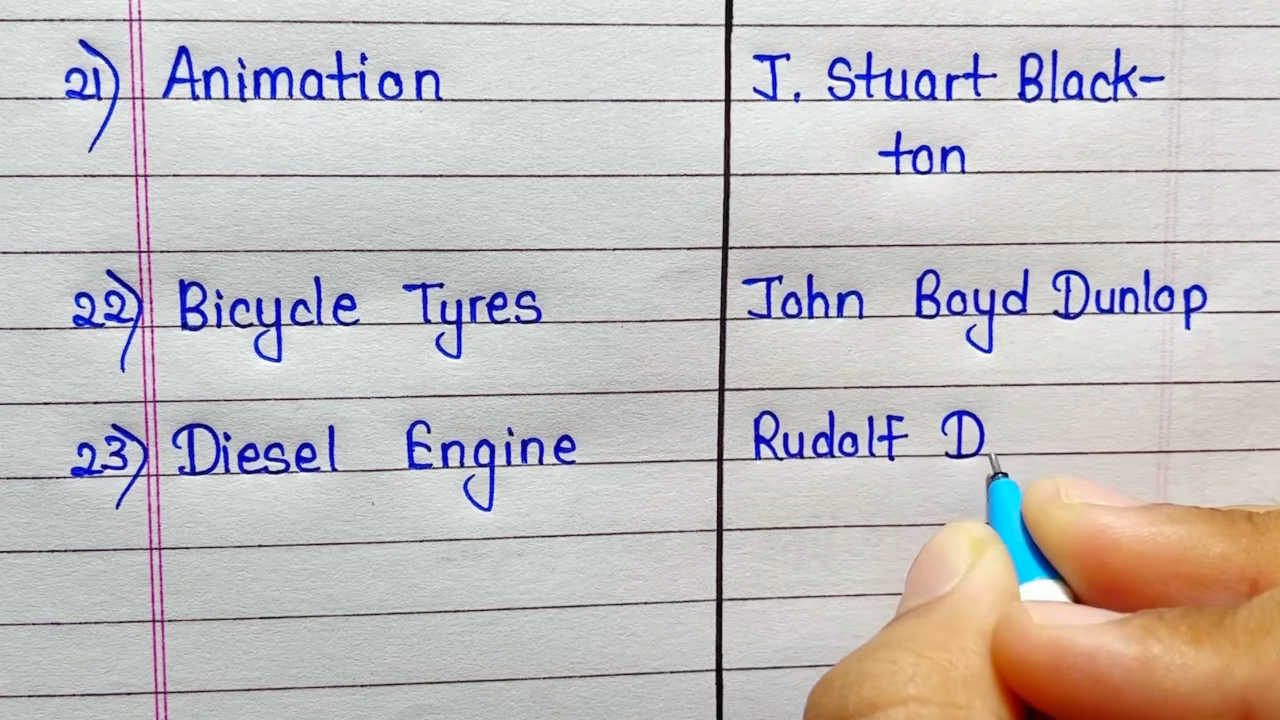 21) Animation J. Stuart Black-
ton
22) Bicycle Tyres John Boyd Dunlop
23) Diesel Engine Rudolf D